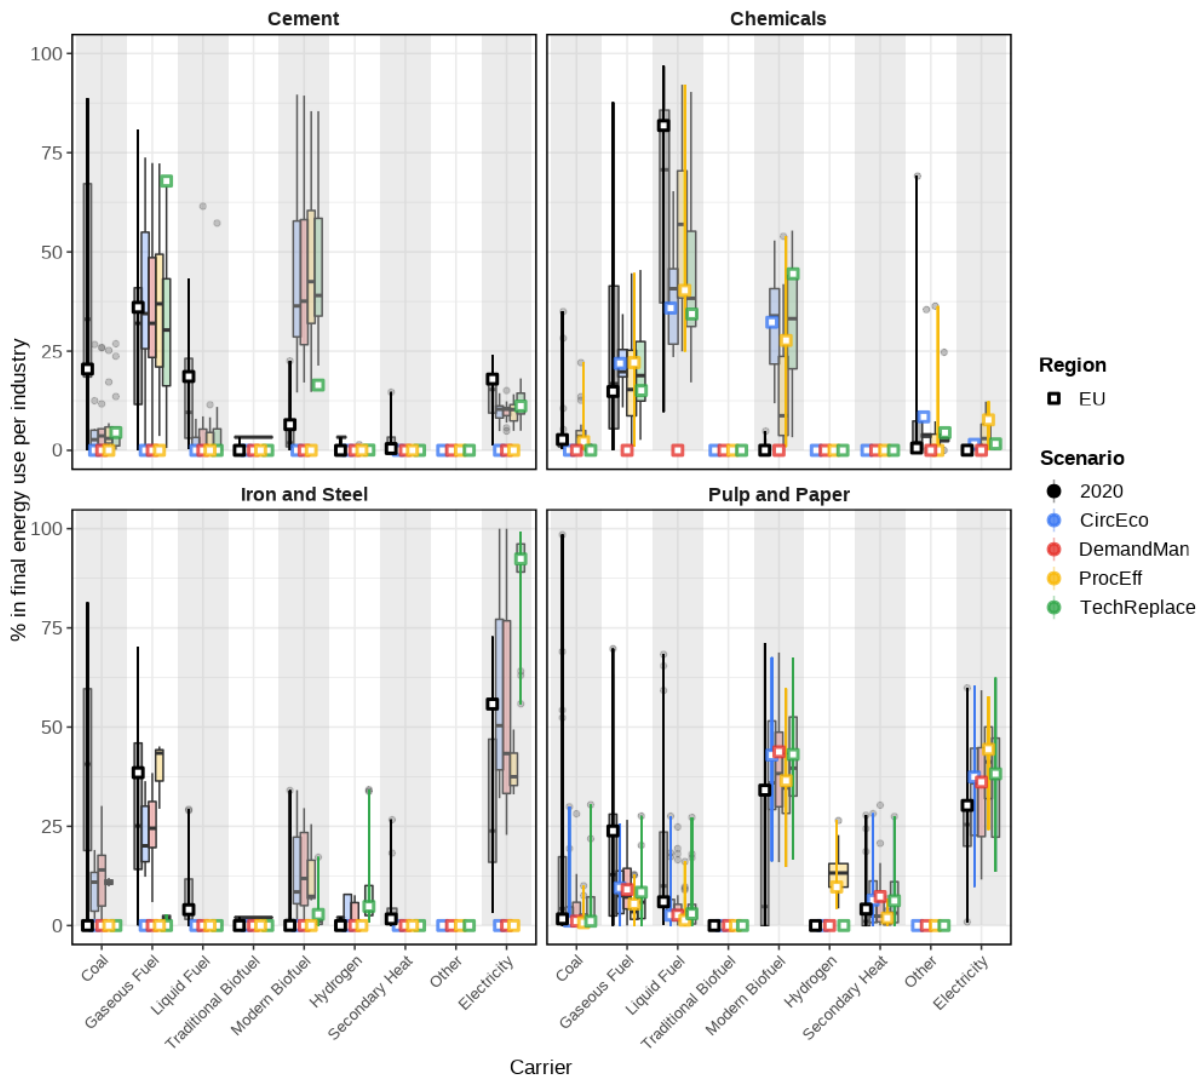 Cement
Chemicals
100
75
50
25
0
Iron and Steel
Pulp and Paper
100
75
50
25
0
% in final energy use per industry
Coal
Gaseous Fuel
Liquid Fuel
Traditional Biofuel
Modern Biofuel
Hydrogen
Secondary Heat
Other
Electricity
Coal
Gaseous Fuel
Liquid Fuel
Traditional Biofuel
Modern Biofuel
Hydrogen
Secondary Heat
Other
Electricity
Carrier
Region
EU
Scenario
2020
CircEco
DemandMan
ProcEff
TechReplace